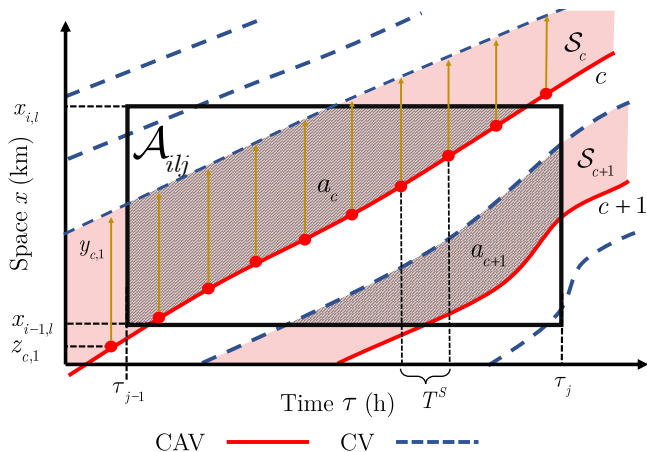 𝒮_c
c
x_{i,l}
𝒜_{ilj}
a_c
𝒮_{c+1}
c + 1
y_{c,1}
a_{c+1}
Space x (km)
x_{i-1,l}
z_{c,1}
τ_{j-1}
τ_j
Time τ (h)
T^S
CAV
CV